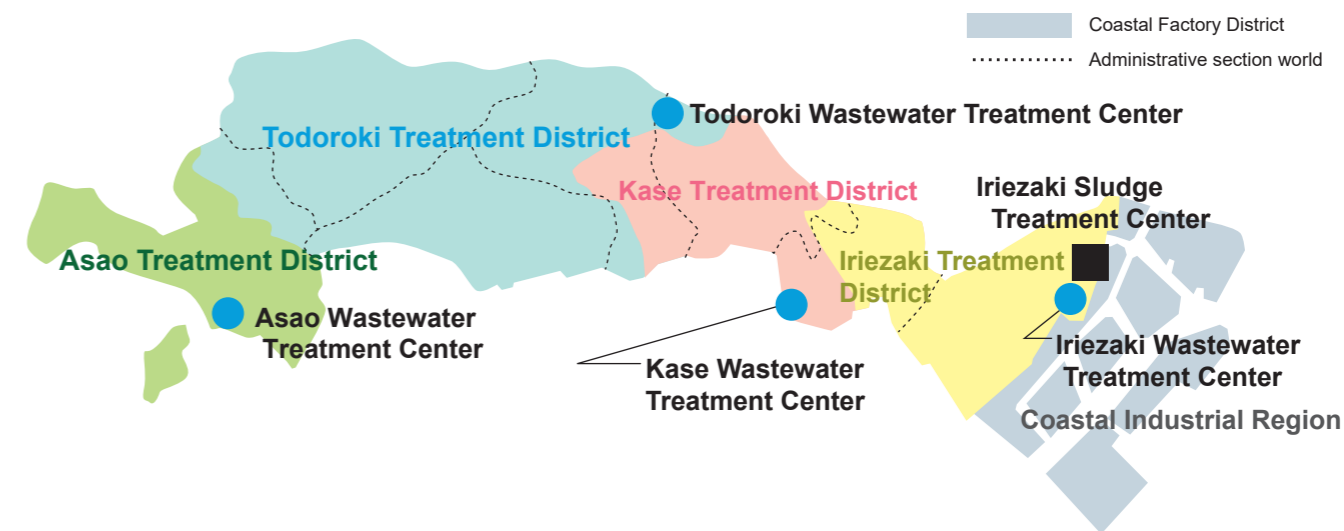 Coastal Factory District
Administrative section world
Todoroki Wastewater Treatment Center
Todoroki Treatment District
Kase Treatment District
Iriezaki Sludge
Treatment Center
Asao Treatment District
Iriezaki Treatment
District
Asao Wastewater
Treatment Center
Kase Wastewater
Treatment Center
Iriezaki Wastewater
Treatment Center
Coastal Industrial Region